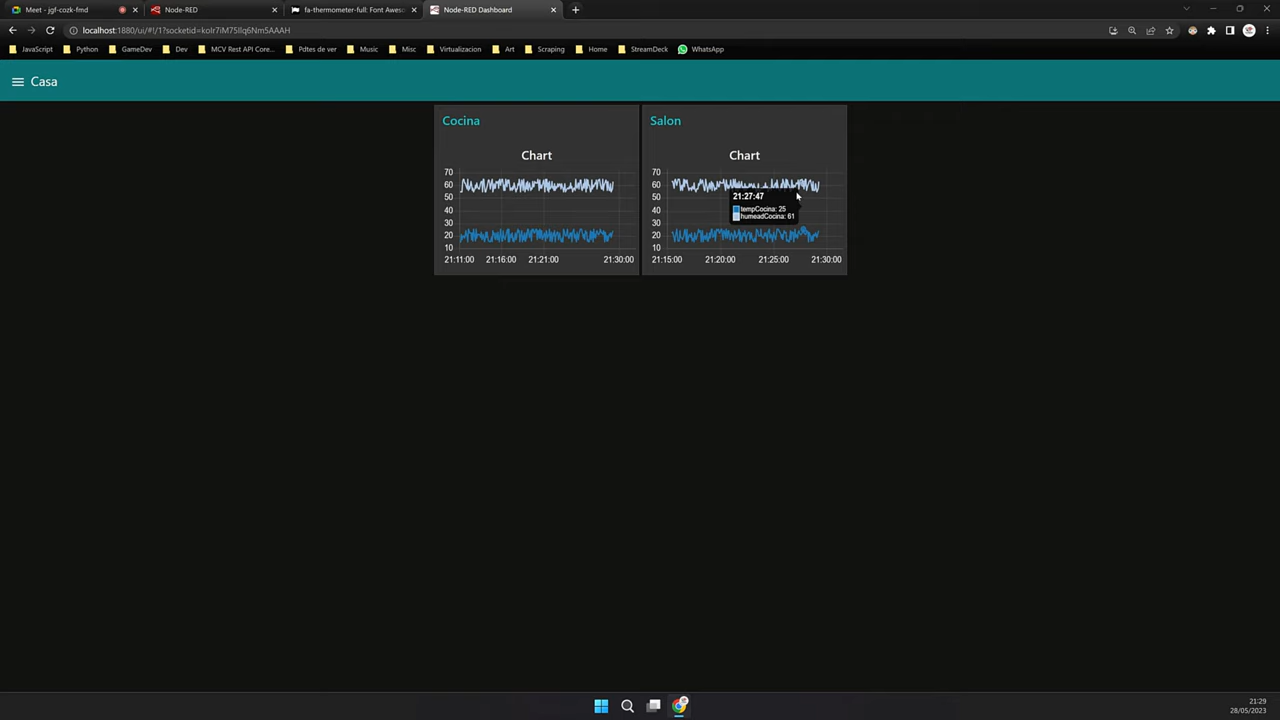 Meet - jgf-cozk-fmd
Node-RED
fa-thermometer-full: Font Aweso
Node-RED Dashboard
localhost:1880/ui/#!/1?socketid=
JavaScript
Python
GameDev
Dev
MCV Rest API Core...
Pdtes de ver
Music
Misc
Virtualizacion
Art
Scraping
Home
StreamDeck
WhatsApp
Casa
Cocina
Chart
70
60
50
40
30
20
10
21:11:00 21:16:00 21:21:00 21:30:00
Salon
Chart
70
60
50
40
30
20
10
21:27:47
tempCocina: 25
humeadCocina: 61
21:15:00 21:20:00 21:25:00 21:30:00
21:29
28/05/2023